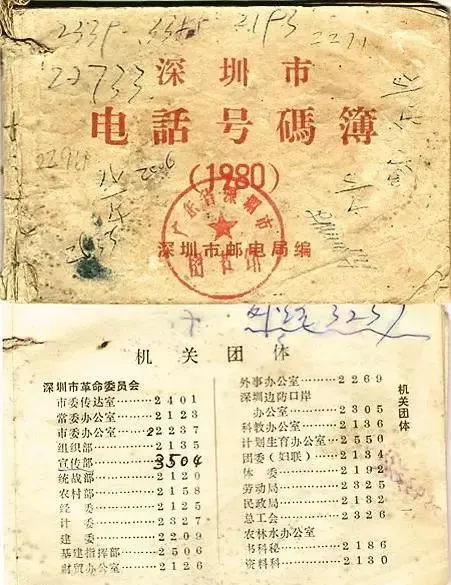 2339 3368 2193
2271
22733
深圳市
电話号碼簿
(1980)
广东省深圳市
深圳市邮电局编
3237
机关团体
深圳市革命委员会
市委传达室……2401
常委办公室……2123
市委办公室…2 2237
组织部……2135
宣传部……3504
统战部……2120
农村部……2158
经委……2125
计委……2327
建委……2209
基建指挥部……2506
财贸办公室……2126
外事办公室……2269
深圳边防口岸
办公室……2305
科教办公室……2136
计划生育办公室…2550
团委(妇联)……2134
体委……2192
劳动局……2325
民政局……2132
总工会……2326
农林水办公室
书科秘……2186
资料科……2130
机关团体
一